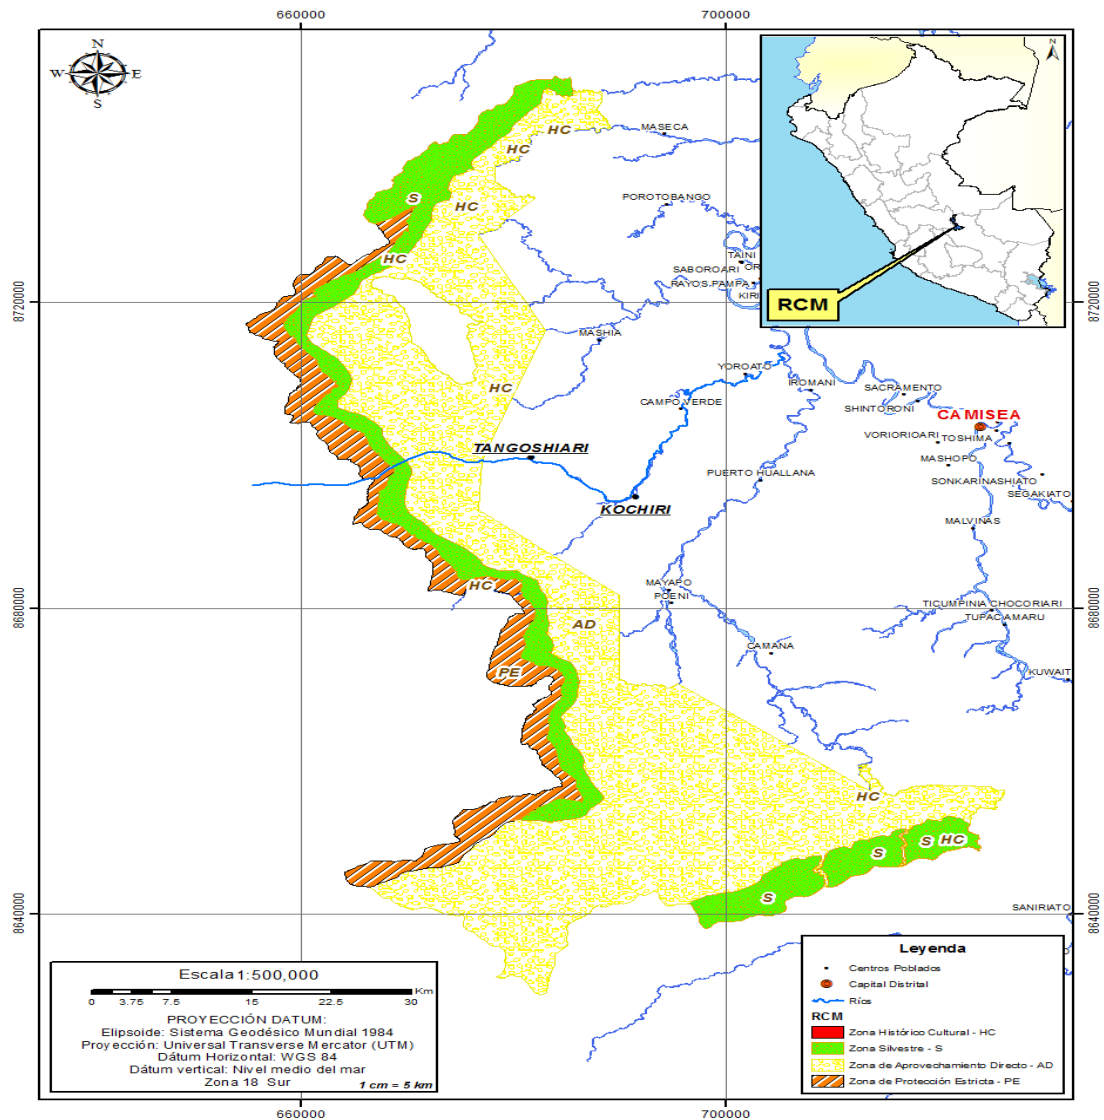 660000
700000
N
W
E
S
N
RCM
8720000
8720000
8680000
8680000
8640000
8640000
HC
MASECA
HC
S
HC
POROTOBANGO
HC
TAINI
SABOROARI
OR
RAYOS PAMPA
KIRI
MASHIA
YOROATO
HC
IROMANI
SACRAMENTO
CAMPO VERDE
SHINTORONI
CAMISEA
VORIORIOARI
TOSHIMA
TANGOSHIARI
MASHOPO
PUERTO HUALLANA
SONKARINASHIATO
SEGAKIATO
KOCHIRI
MALVINAS
HC
MAYAPO
POENI
TICUMPINIA CHOCORIARI
TUPACAMARU
AD
CAMANA
PE
KUWAIT
HC
S
HC
S
S
SANIRIATO
Escala 1:500,000
Km
0 3.75 7.5 15 22.5 30
PROYECCIÓN DATUM:
Elipsoide: Sistema Geodésico Mundial 1984
Proyección: Universal Transverse Mercator (UTM)
Dátum Horizontal: WGS 84
Dátum vertical: Nivel medio del mar
Zona 18 Sur
1 cm = 5 km
Leyenda
Centros Poblados
Capital Distrital
Ríos
RCM
Zona Histórico Cultural - HC
Zona Silvestre - S
Zona de Aprovechamiento Directo - AD
Zona de Protección Estricta - PE
660000
700000